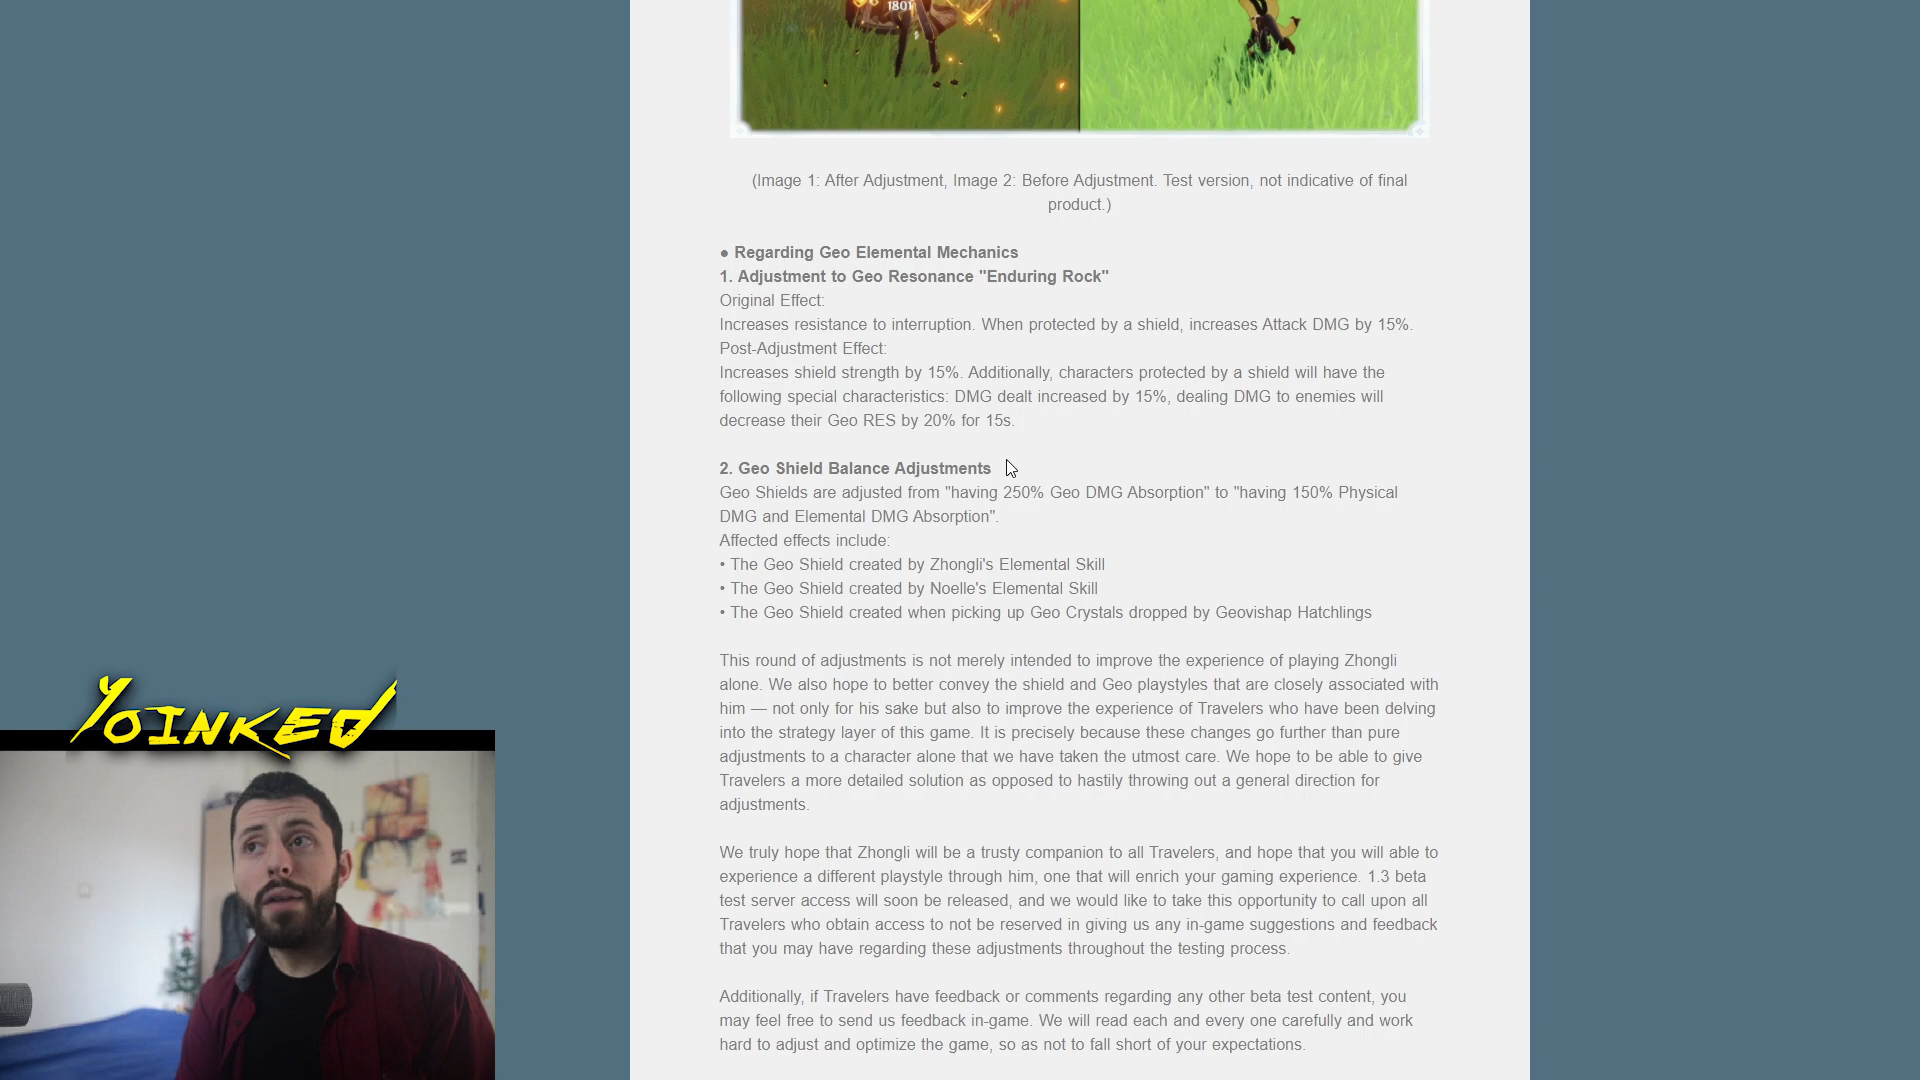 1801
(Image 1: After Adjustment, Image 2: Before Adjustment. Test version, not indicative of final
product.)
● Regarding Geo Elemental Mechanics
1. Adjustment to Geo Resonance "Enduring Rock"
Original Effect:
Increases resistance to interruption. When protected by a shield, increases Attack DMG by 15%.
Post-Adjustment Effect:
Increases shield strength by 15%. Additionally, characters protected by a shield will have the
following special characteristics: DMG dealt increased by 15%, dealing DMG to enemies will
decrease their Geo RES by 20% for 15s.
2. Geo Shield Balance Adjustments
Geo Shields are adjusted from "having 250% Geo DMG Absorption" to "having 150% Physical
DMG and Elemental DMG Absorption".
Affected effects include:
• The Geo Shield created by Zhongli's Elemental Skill
• The Geo Shield created by Noelle's Elemental Skill
• The Geo Shield created when picking up Geo Crystals dropped by Geovishap Hatchlings
This round of adjustments is not merely intended to improve the experience of playing Zhongli
alone. We also hope to better convey the shield and Geo playstyles that are closely associated with
him — not only for his sake but also to improve the experience of Travelers who have been delving
into the strategy layer of this game. It is precisely because these changes go further than pure
adjustments to a character alone that we have taken the utmost care. We hope to be able to give
Travelers a more detailed solution as opposed to hastily throwing out a general direction for
adjustments.
We truly hope that Zhongli will be a trusty companion to all Travelers, and hope that you will able to
experience a different playstyle through him, one that will enrich your gaming experience. 1.3 beta
test server access will soon be released, and we would like to take this opportunity to call upon all
Travelers who obtain access to not be reserved in giving us any in-game suggestions and feedback
that you may have regarding these adjustments throughout the testing process.
Additionally, if Travelers have feedback or comments regarding any other beta test content, you
may feel free to send us feedback in-game. We will read each and every one carefully and work
hard to adjust and optimize the game, so as not to fall short of your expectations.
YOINKED